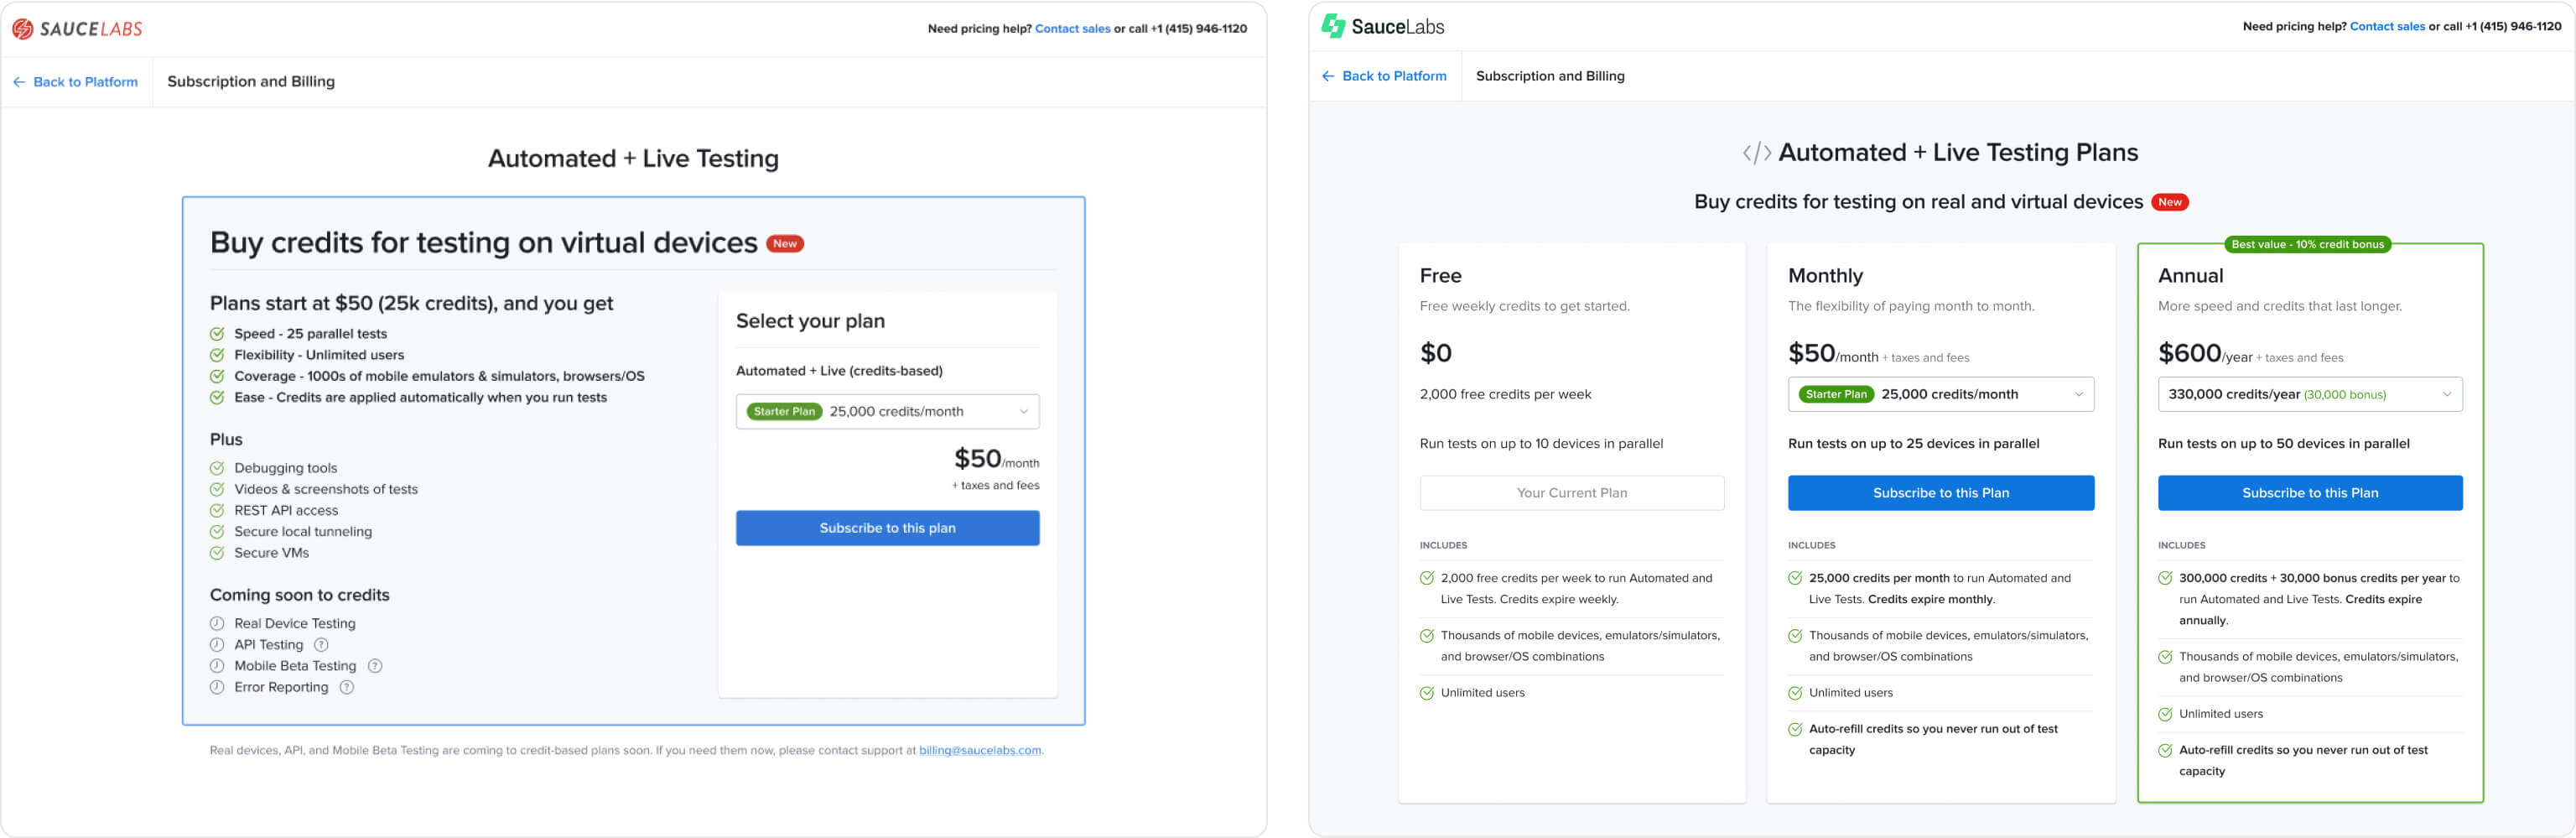 SAUCELABS
Need pricing help? Contact sales or call +1 (415) 946-1120
Back to Platform
Subscription and Billing
Automated + Live Testing
Buy credits for testing on virtual devices New
Plans start at $50 (25k credits), and you get
Speed - 25 parallel tests
Flexibility - Unlimited users
Coverage - 1000s of mobile emulators & simulators, browsers/OS
Ease - Credits are applied automatically when you run tests
Plus
Debugging tools
Videos & screenshots of tests
REST API access
Secure local tunneling
Secure VMs
Coming soon to credits
Real Device Testing
API Testing ?
Mobile Beta Testing ?
Error Reporting ?
Select your plan
Automated + Live (credits-based)
Starter Plan 25,000 credits/month
$50/month
+ taxes and fees
Subscribe to this plan
Real devices, API, and Mobile Beta Testing are coming to credit-based plans soon. If you need them now, please contact support at billing@saucelabs.com.
SauceLabs
Need pricing help? Contact sales or call +1 (415) 946-1120
Back to Platform
Subscription and Billing
</> Automated + Live Testing Plans
Buy credits for testing on real and virtual devices New
Free
Free weekly credits to get started.
$0
2,000 free credits per week
Run tests on up to 10 devices in parallel
Your Current Plan
INCLUDES
2,000 free credits per week to run Automated and
Live Tests. Credits expire weekly.
Thousands of mobile devices, emulators/simulators,
and browser/OS combinations
Unlimited users
Monthly
The flexibility of paying month to month.
$50/month + taxes and fees
Starter Plan 25,000 credits/month
Run tests on up to 25 devices in parallel
Subscribe to this Plan
INCLUDES
25,000 credits per month to run Automated and
Live Tests. Credits expire monthly.
Thousands of mobile devices, emulators/simulators,
and browser/OS combinations
Unlimited users
Auto-refill credits so you never run out of test
capacity
Best value - 10% credit bonus
Annual
More speed and credits that last longer.
$600/year + taxes and fees
330,000 credits/year (30,000 bonus)
Run tests on up to 50 devices in parallel
Subscribe to this Plan
INCLUDES
300,000 credits + 30,000 bonus credits per year to
run Automated and Live Tests. Credits expire
annually.
Thousands of mobile devices, emulators/simulators,
and browser/OS combinations
Unlimited users
Auto-refill credits so you never run out of test
capacity